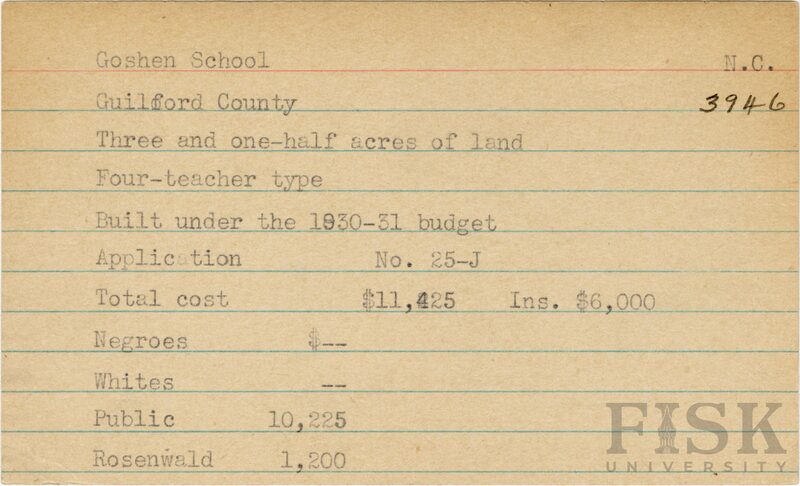 Goshen School N.C.
Guilford County 3946
Three and one-half acres of land
Four-teacher type
Built under the 1930-31 budget
Application No. 25-J
Total cost $11,425 Ins. $6,000
Negroes $--
Whites --
Public 10,225
Rosenwald 1,200
FISK
UNIVERSITY